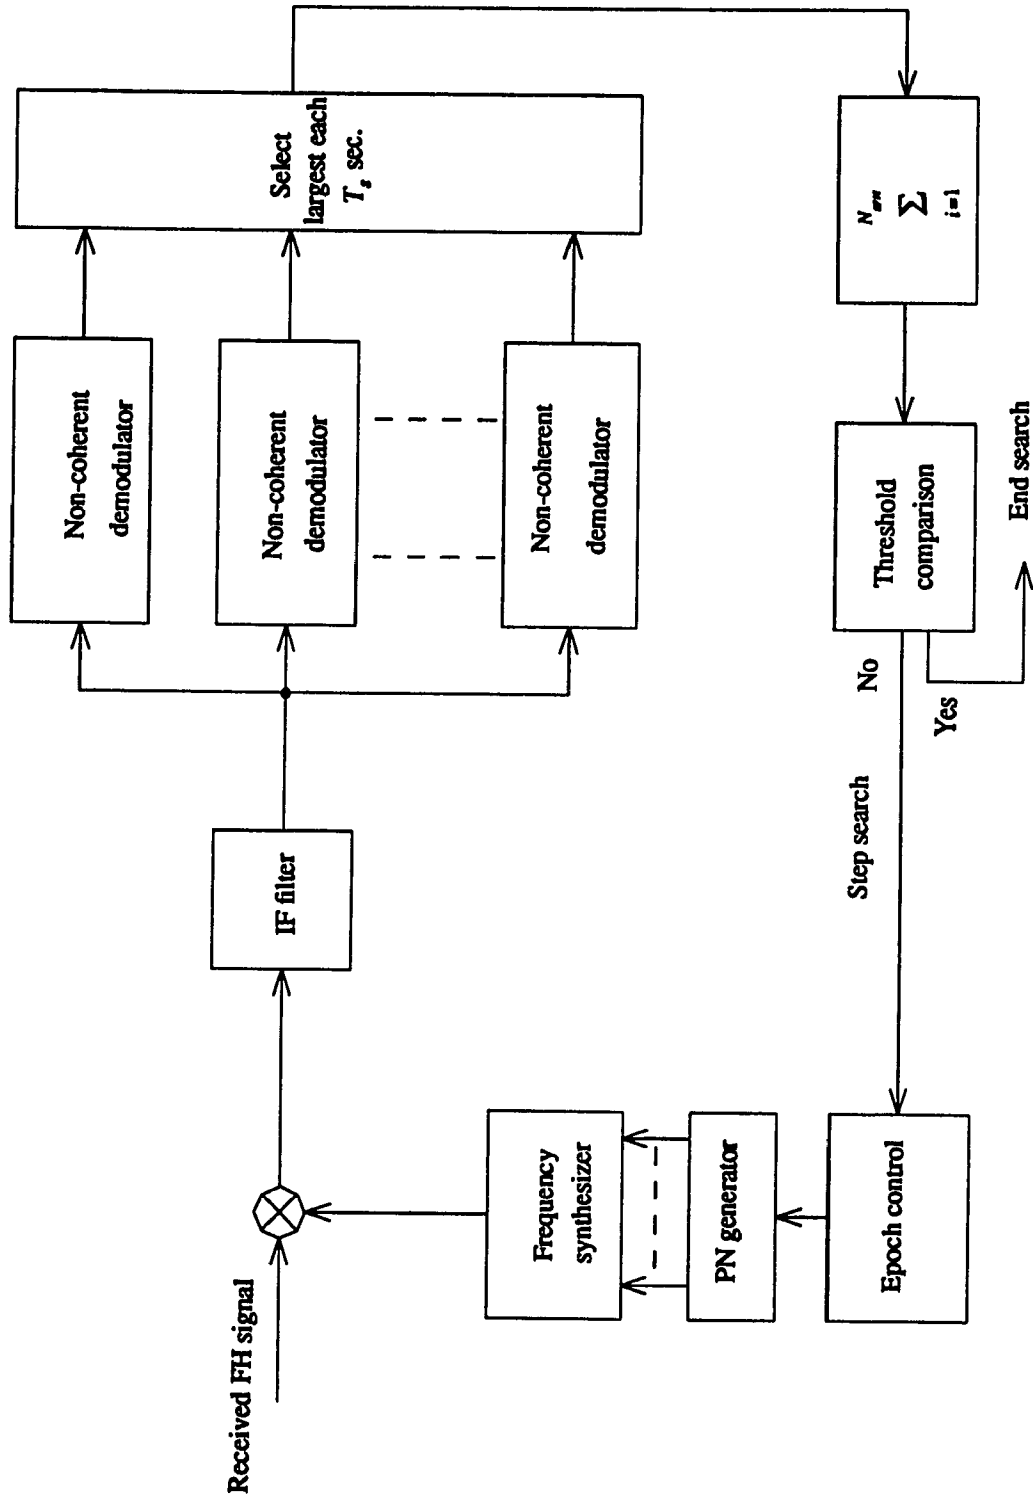 Received FH signal
IF filter
Non-coherent
demodulator
Non-coherent
demodulator
Non-coherent
demodulator
Select
largest each
T_s sec.
Σ
i=1
Threshold
comparison
No
Yes
End search
Step search
Epoch control
PN generator
Frequency
synthesizer